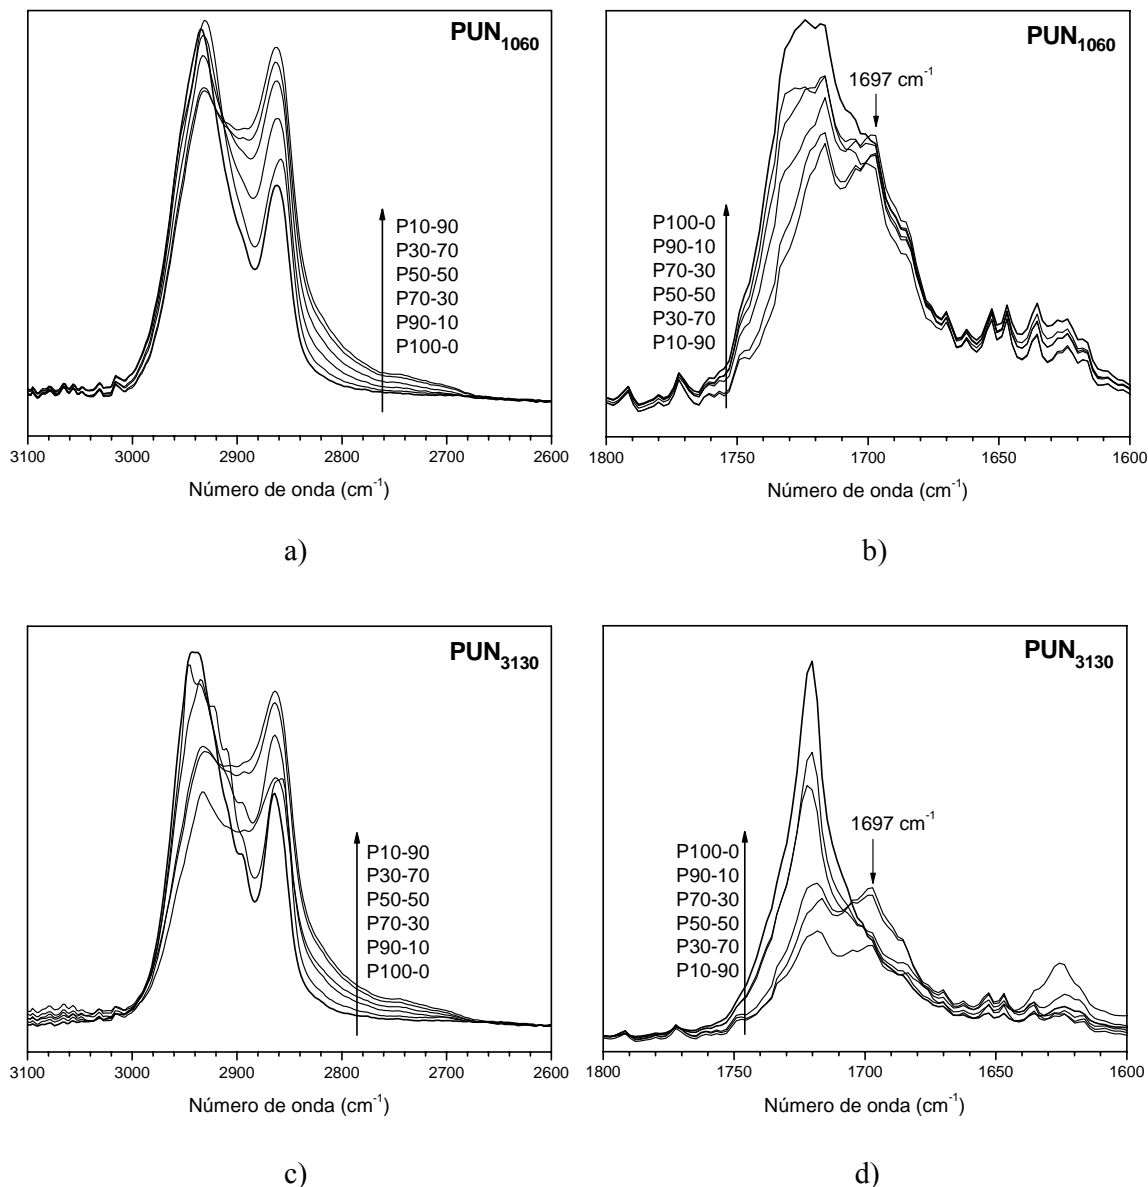 PUN₁₀₆₀
P10-90
P30-70
P50-50
P70-30
P90-10
P100-0
3100 3000 2900 2800 2700 2600
Número de onda (cm⁻¹)
a)
PUN₁₀₆₀
1697 cm⁻¹
P100-0
P90-10
P70-30
P50-50
P30-70
P10-90
1800 1750 1700 1650 1600
Número de onda (cm⁻¹)
b)
PUN₃₁₃₀
P10-90
P30-70
P50-50
P70-30
P90-10
P100-0
3100 3000 2900 2800 2700 2600
Número de onda (cm⁻¹)
c)
PUN₃₁₃₀
1697 cm⁻¹
P100-0
P90-10
P70-30
P50-50
P30-70
P10-90
1800 1750 1700 1650 1600
Número de onda (cm⁻¹)
d)